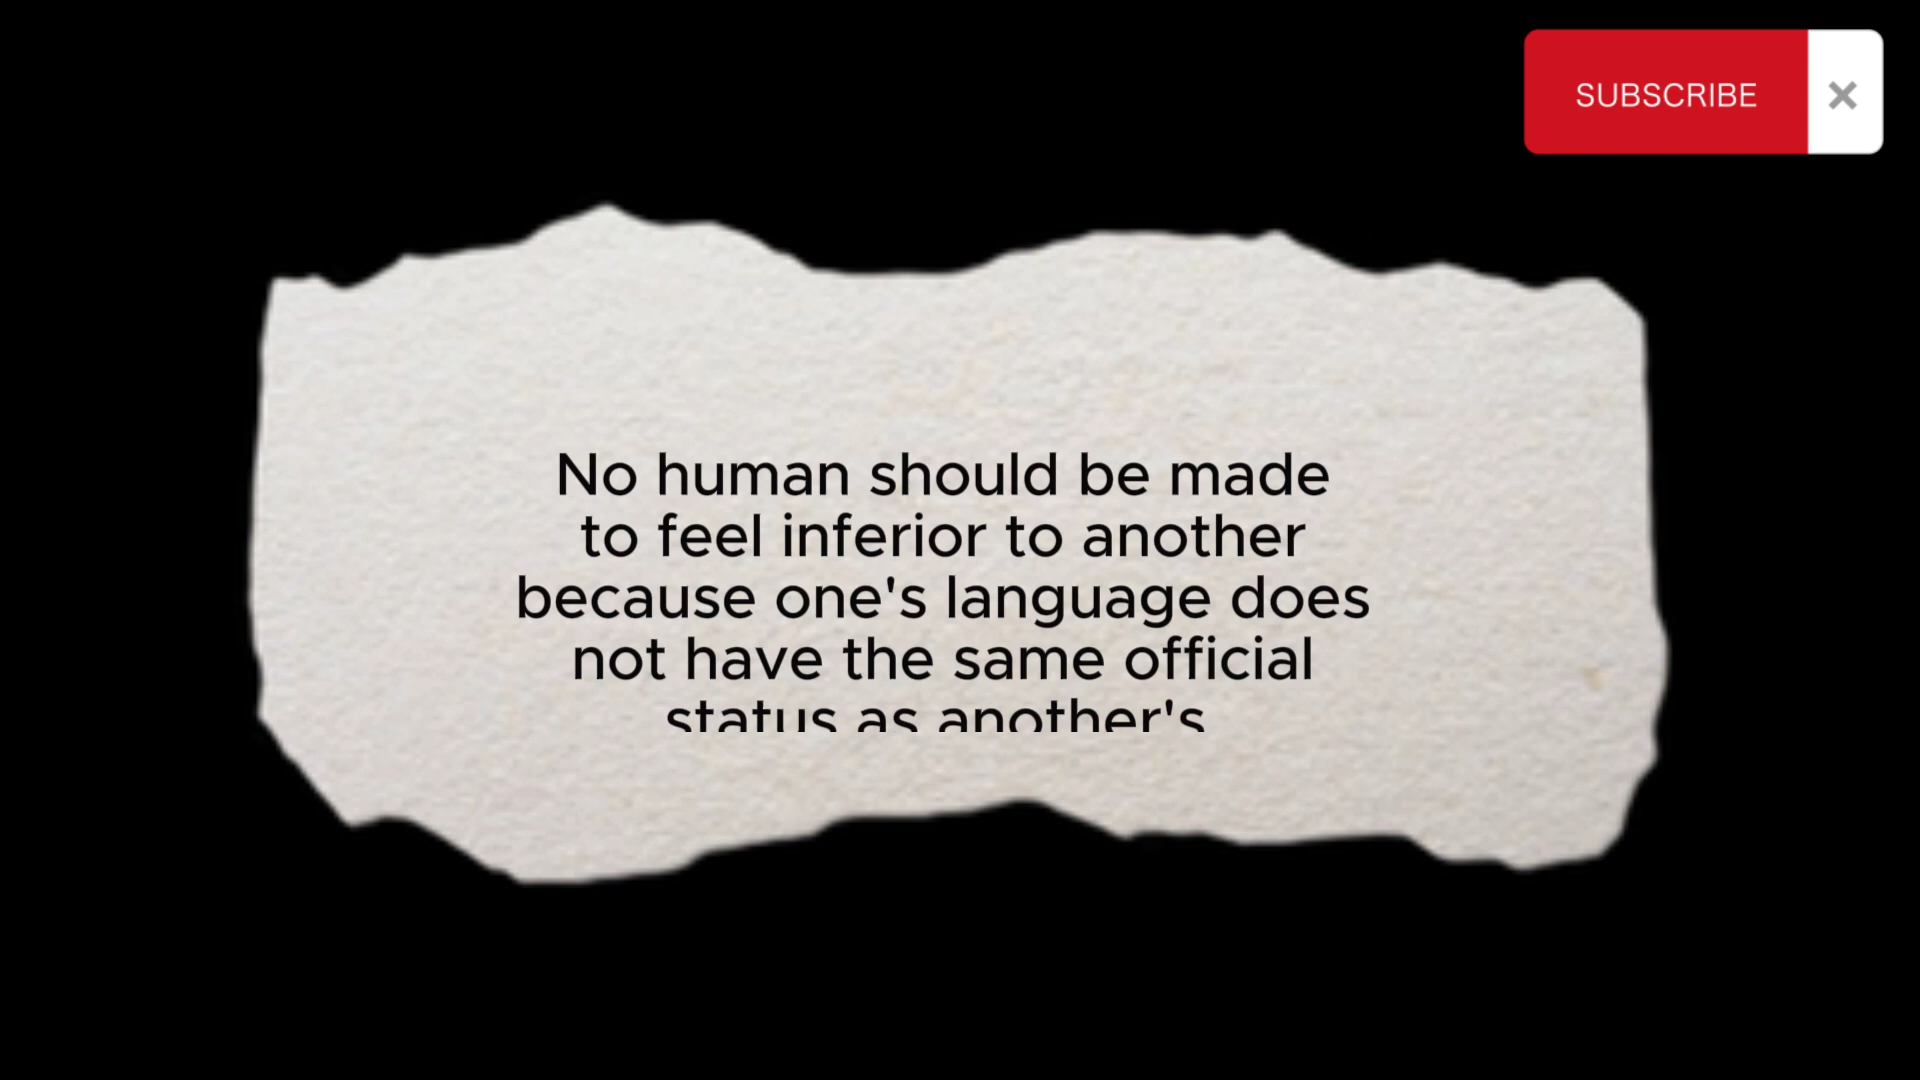 SUBSCRIBE
No human should be made
to feel inferior to another
because one's language does
not have the same official
status as another's